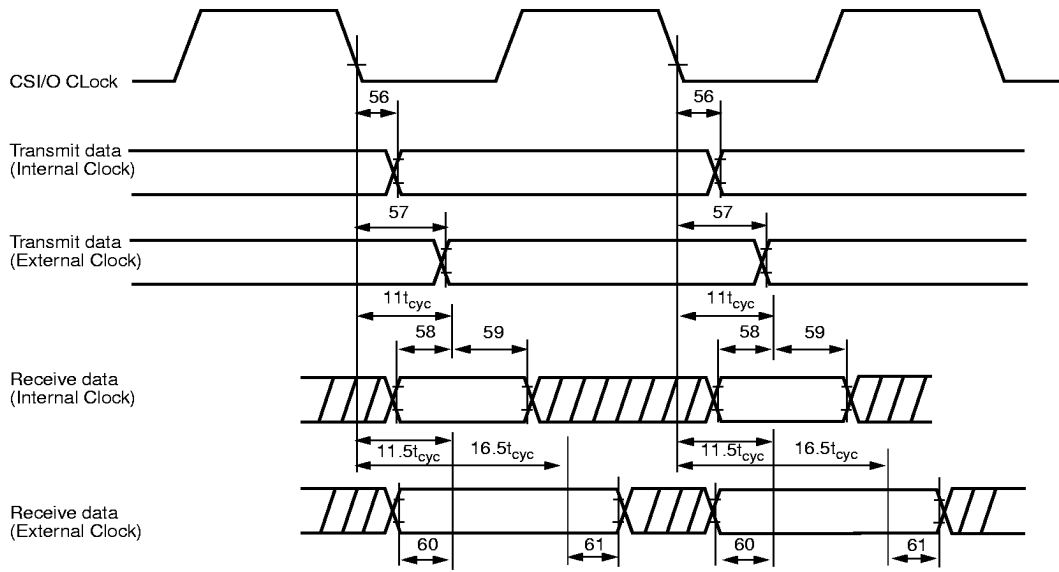 CSI/O CLock
56
56
Transmit data
(Internal Clock)
57
57
Transmit data
(External Clock)
11tcyc
11tcyc
58
59
58
59
Receive data
(Internal Clock)
11.5tcyc
16.5tcyc
11.5tcyc
16.5tcyc
Receive data
(External Clock)
60
61
60
61